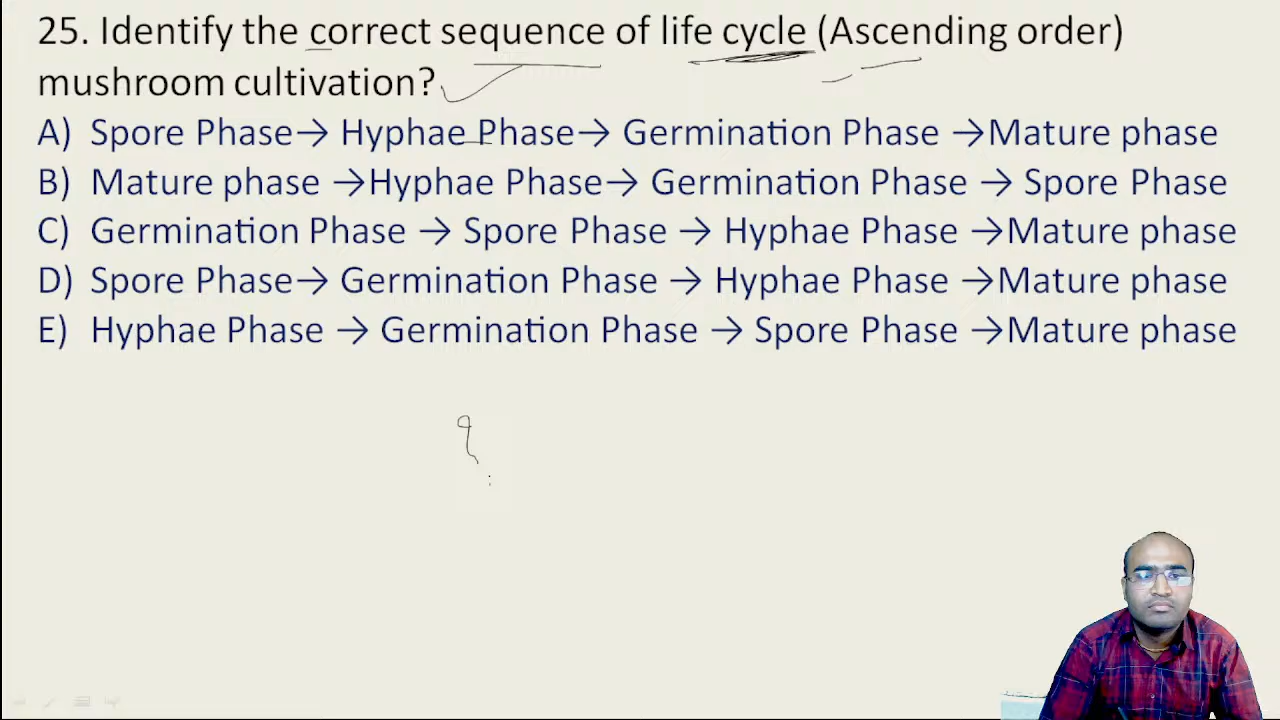 25. Identify the correct sequence of life cycle (Ascending order)
mushroom cultivation?
A) Spore Phase→ Hyphae Phase→ Germination Phase →Mature phase
B) Mature phase →Hyphae Phase→ Germination Phase → Spore Phase
C) Germination Phase → Spore Phase → Hyphae Phase →Mature phase
D) Spore Phase→ Germination Phase → Hyphae Phase →Mature phase
E) Hyphae Phase → Germination Phase → Spore Phase →Mature phase